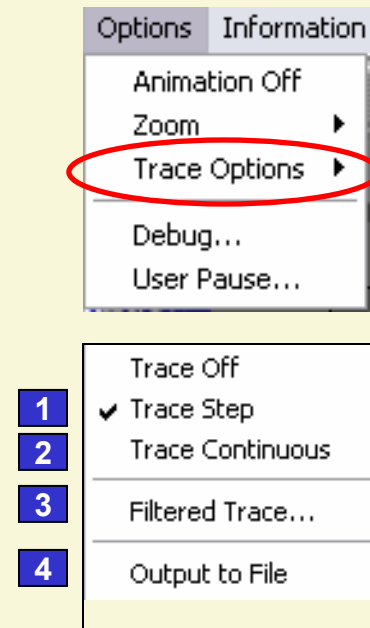 Options Information
Animation Off
Zoom
Trace Options
Debug...
User Pause...
Trace Off
1 Trace Step
2 Trace Continuous
3 Filtered Trace...
4 Output to File